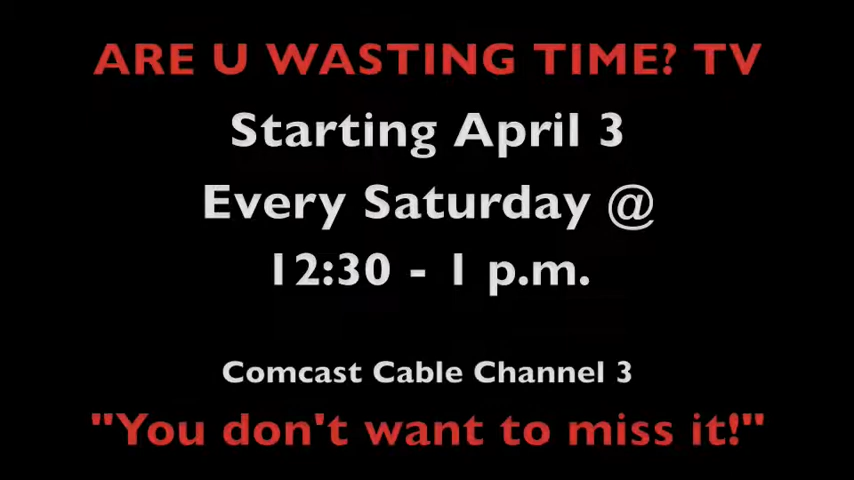 ARE U WASTING TIME? TV
Starting April 3
Every Saturday @
12:30 - 1 p.m.
Comcast Cable Channel 3
"You don't want to miss it!"